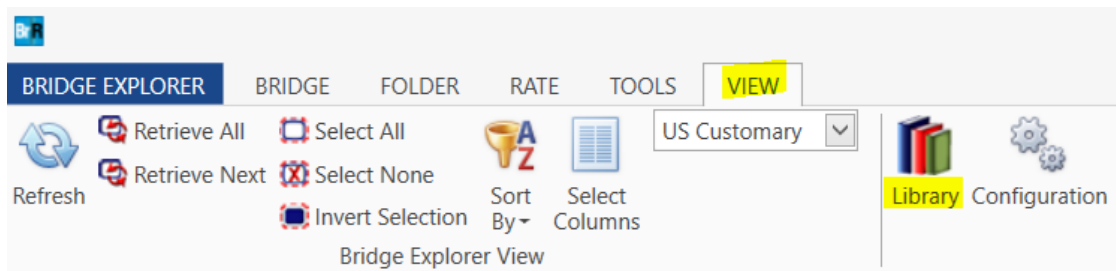 BrR
BRIDGE EXPLORER BRIDGE FOLDER RATE TOOLS VIEW
Refresh
Retrieve All
Retrieve Next
Select All
Select None
Invert Selection
Sort By
Select Columns
US Customary
Library
Configuration
Bridge Explorer View